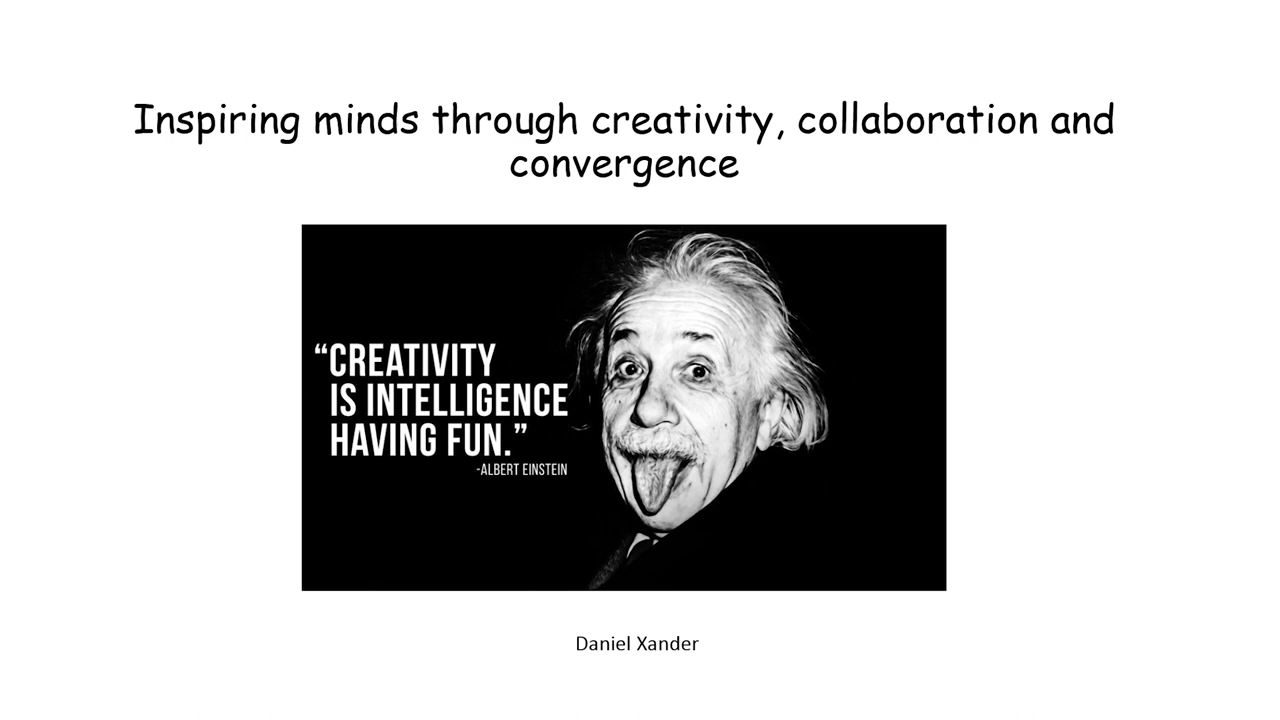 Inspiring minds through creativity, collaboration and
convergence
“CREATIVITY
IS INTELLIGENCE
HAVING FUN.”
-ALBERT EINSTEIN
Daniel Xander